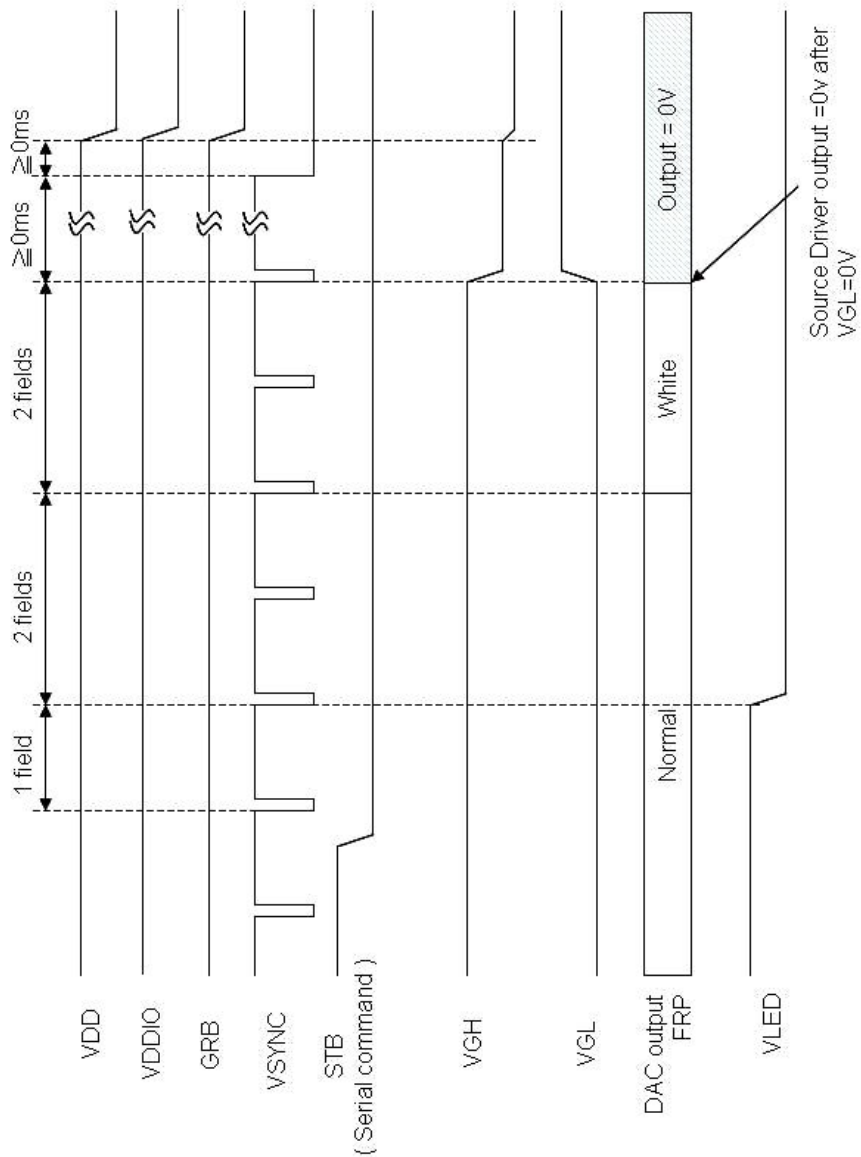 1 field
2 fields
2 fields
≧0ms
≧0ms
VDD
VDDIO
GRB
VSYNC
STB
( Serial command )
VGH
VGL
DAC output
FRP
Normal
White
Output = 0V
VLED
Source Driver output =0v after
VGL=0V